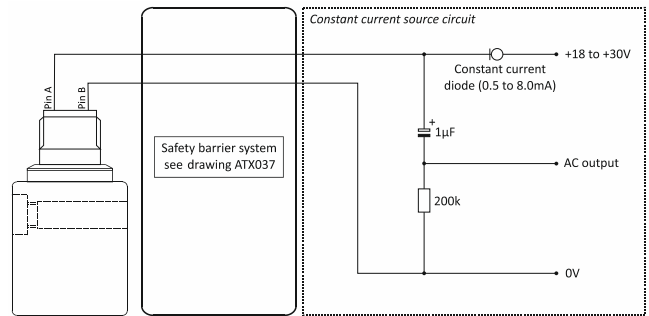 Constant current source circuit
+18 to +30V
Constant current
diode (0.5 to 8.0mA)
Pin A
Pin B
+
1µF
Safety barrier system
see drawing ATX037
AC output
200k
0V